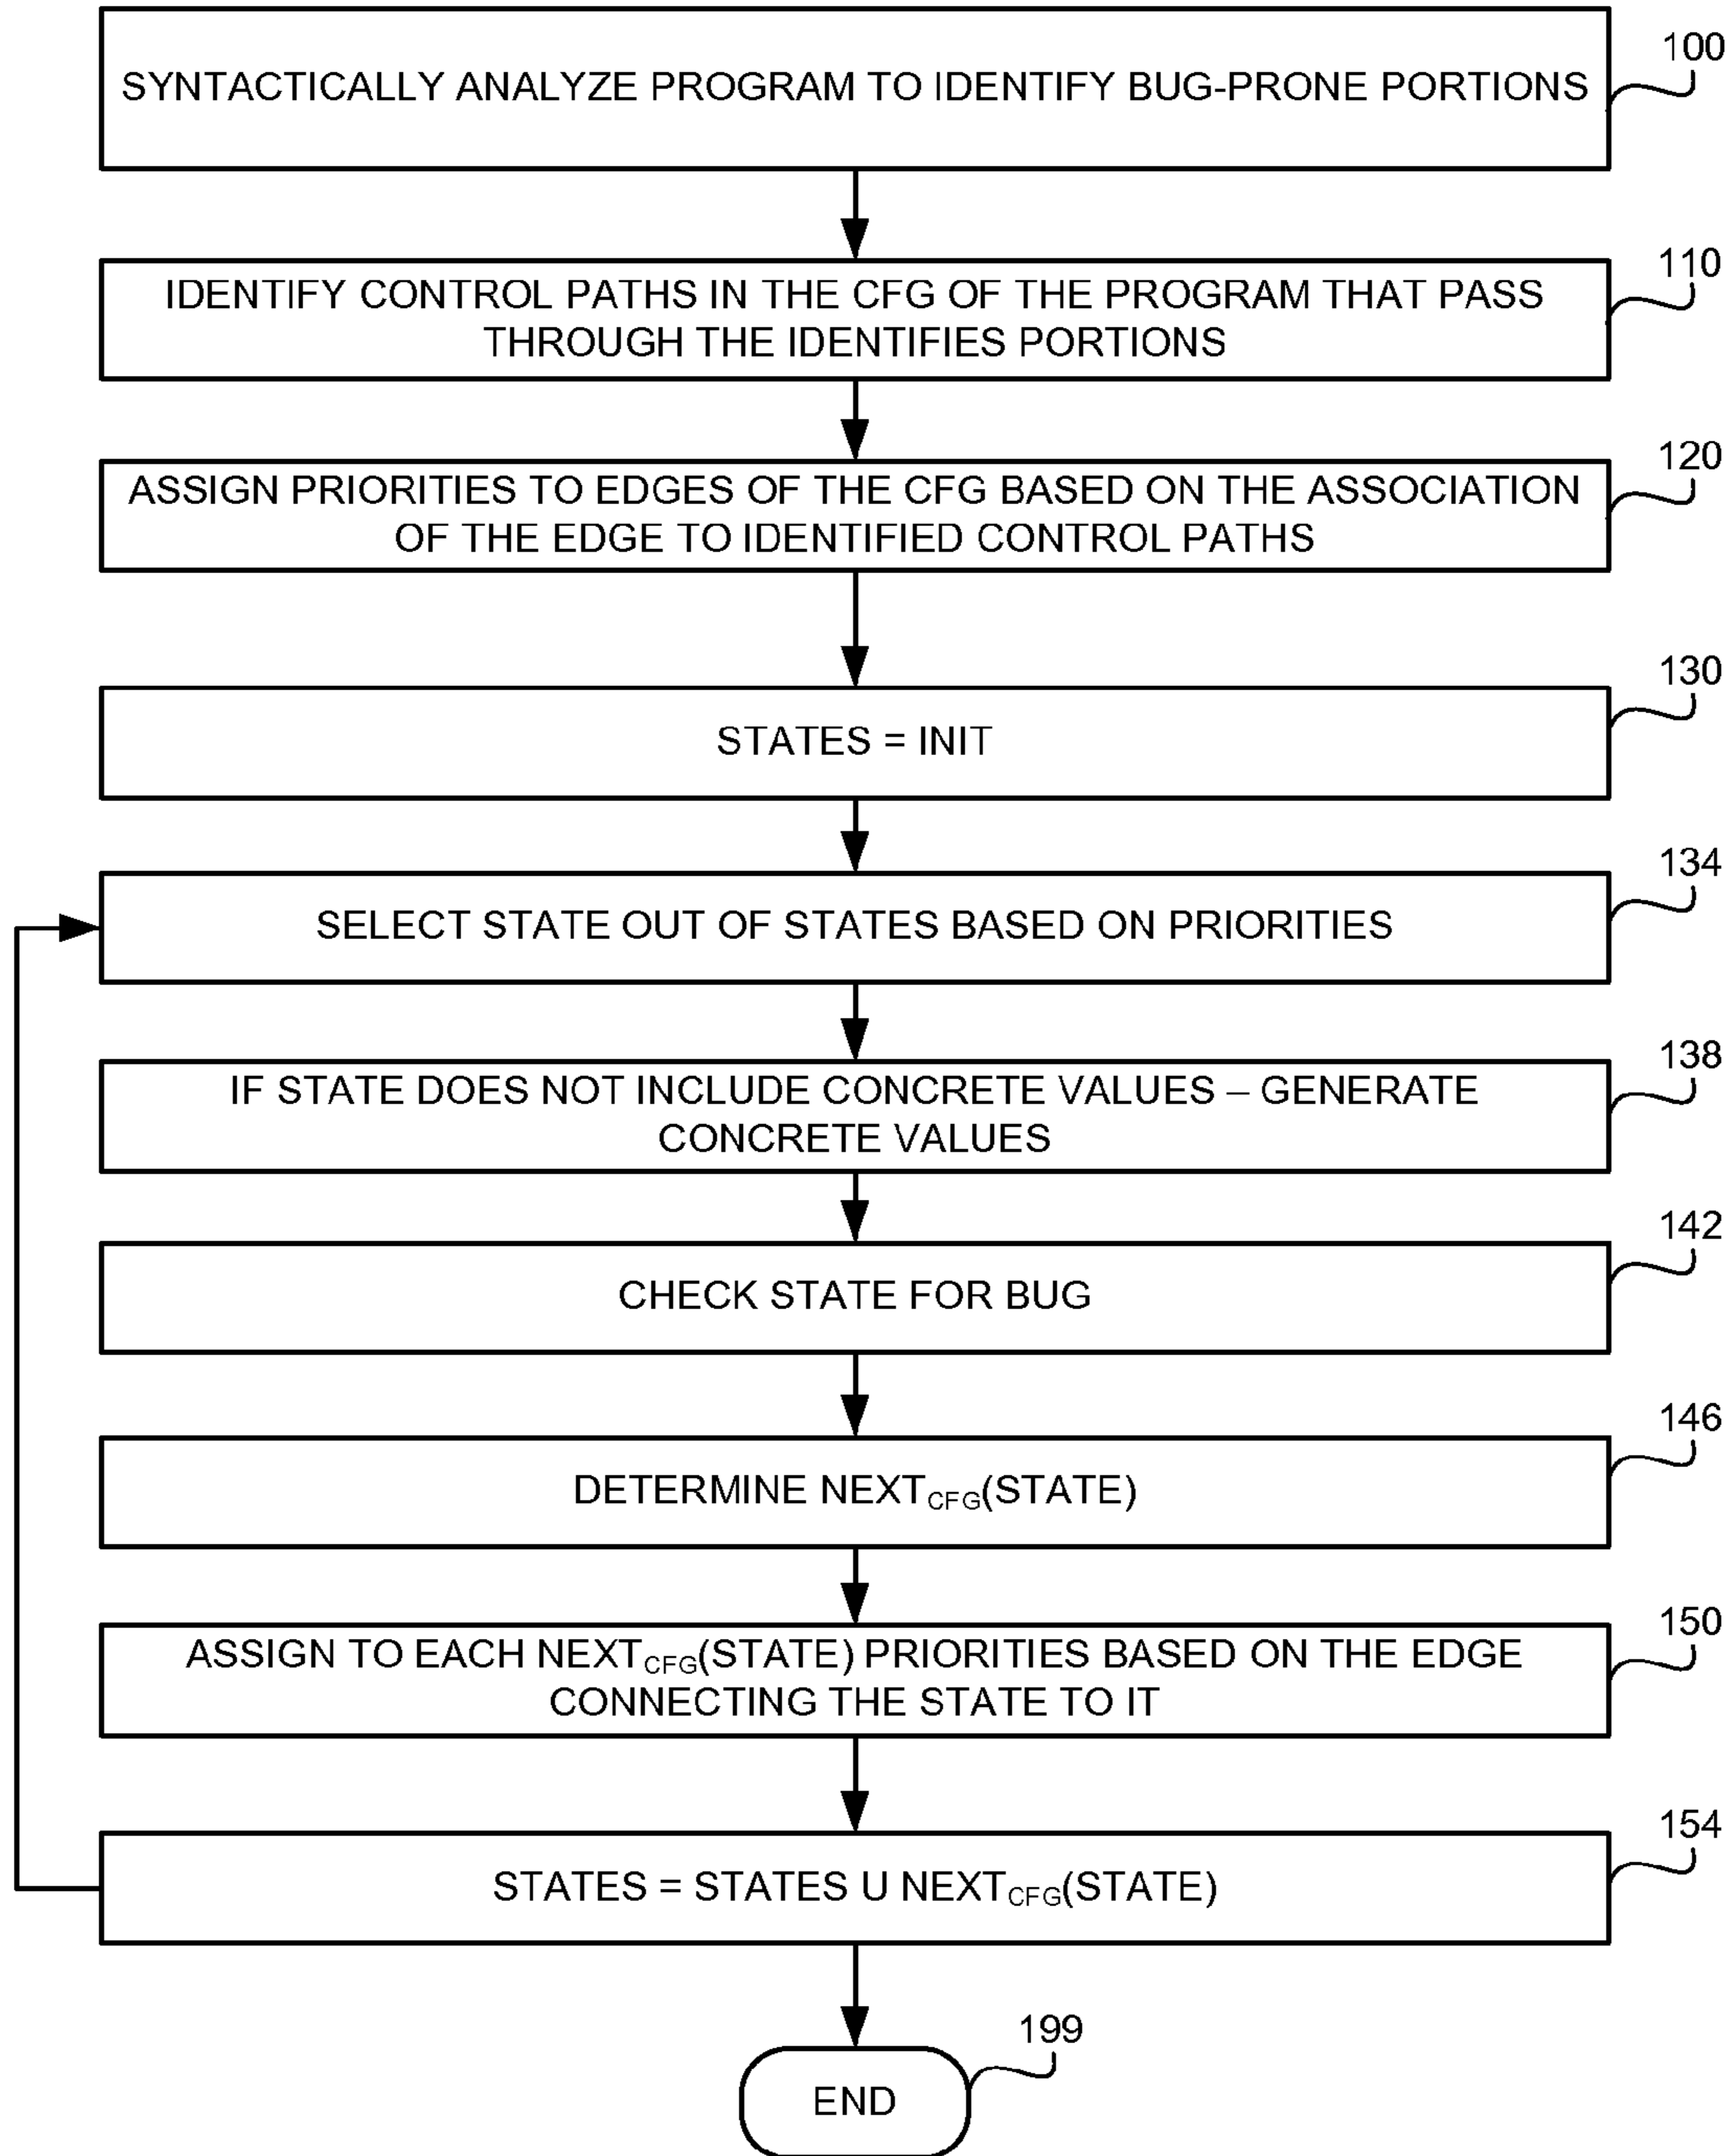 SYNTACTICALLY ANALYZE PROGRAM TO IDENTIFY BUG-PRONE PORTIONS
100
IDENTIFY CONTROL PATHS IN THE CFG OF THE PROGRAM THAT PASS
THROUGH THE IDENTIFIES PORTIONS
110
ASSIGN PRIORITIES TO EDGES OF THE CFG BASED ON THE ASSOCIATION
OF THE EDGE TO IDENTIFIED CONTROL PATHS
120
STATES = INIT
130
SELECT STATE OUT OF STATES BASED ON PRIORITIES
134
IF STATE DOES NOT INCLUDE CONCRETE VALUES – GENERATE
CONCRETE VALUES
138
CHECK STATE FOR BUG
142
DETERMINE NEXTCFG(STATE)
146
ASSIGN TO EACH NEXTCFG(STATE) PRIORITIES BASED ON THE EDGE
CONNECTING THE STATE TO IT
150
STATES = STATES U NEXTCFG(STATE)
154
END
199